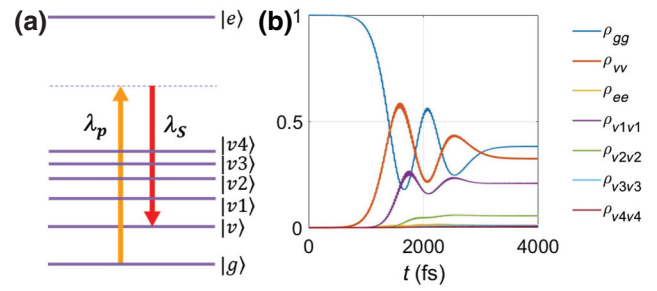 (a)
|e⟩
λp
λS
|v4⟩
|v3⟩
|v2⟩
|v1⟩
|v⟩
|g⟩
(b)
1
0.5
0
0
2000
4000
t (fs)
ρgg
ρvv
ρee
ρv1v1
ρv2v2
ρv3v3
ρv4v4